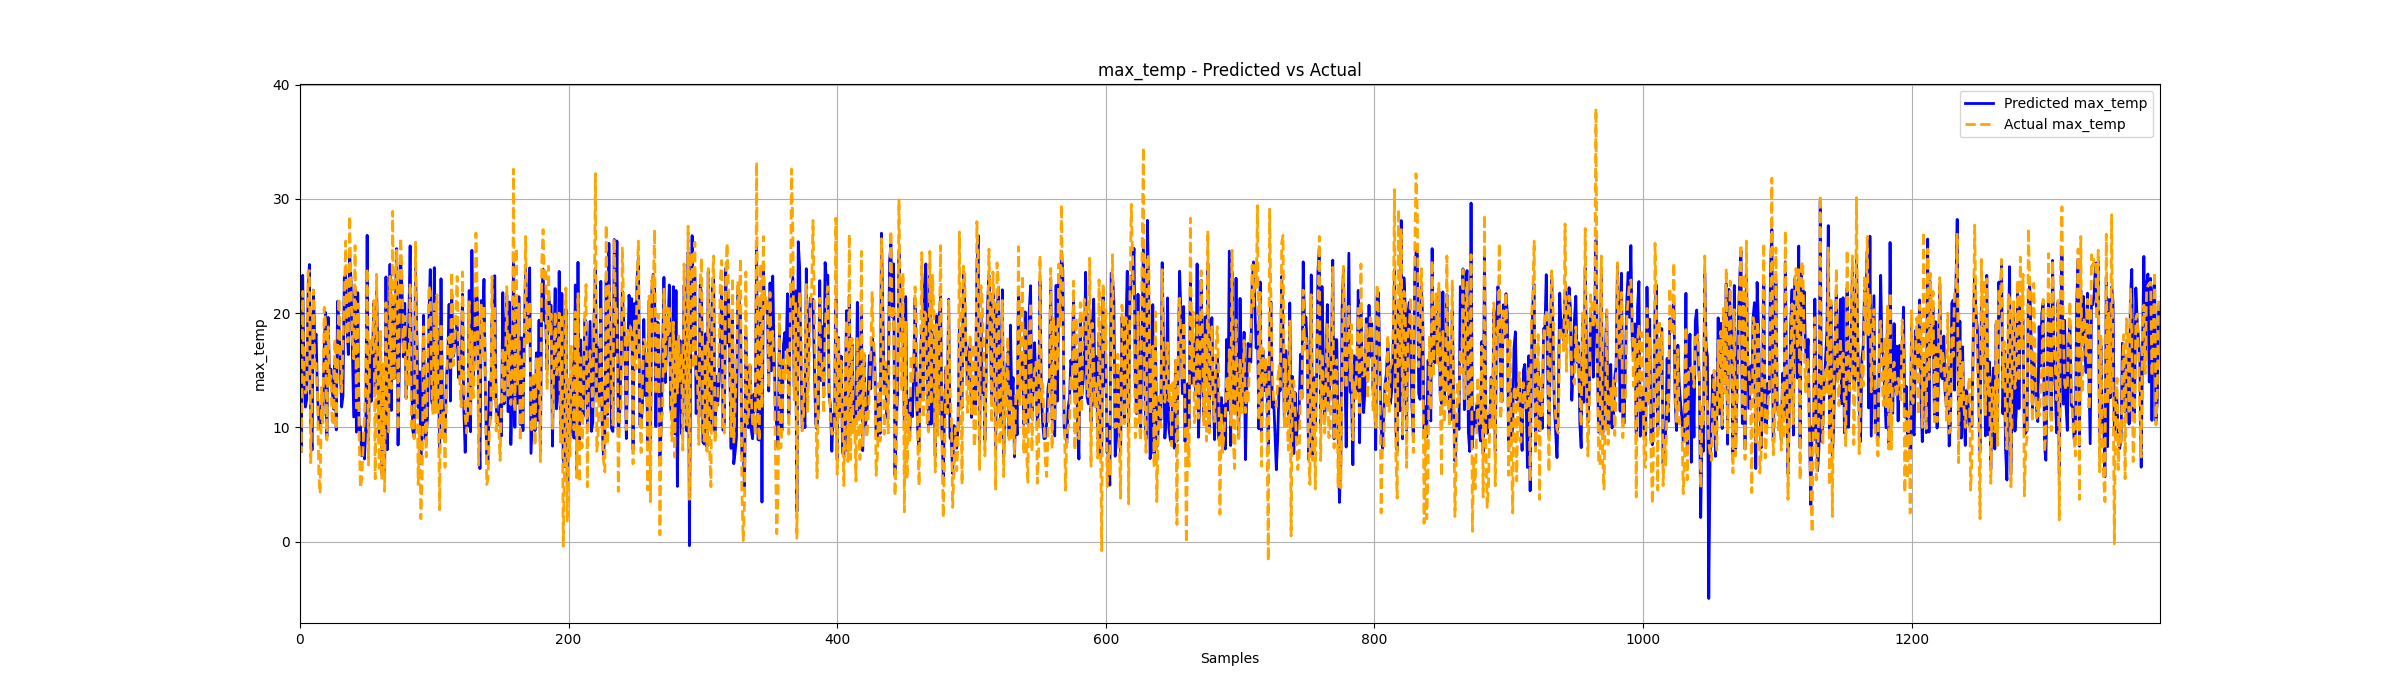 max_temp - Predicted vs Actual
Predicted max_temp
Actual max_temp
max_temp
40
30
20
10
0
0 200 400 600 800 1000 1200
Samples